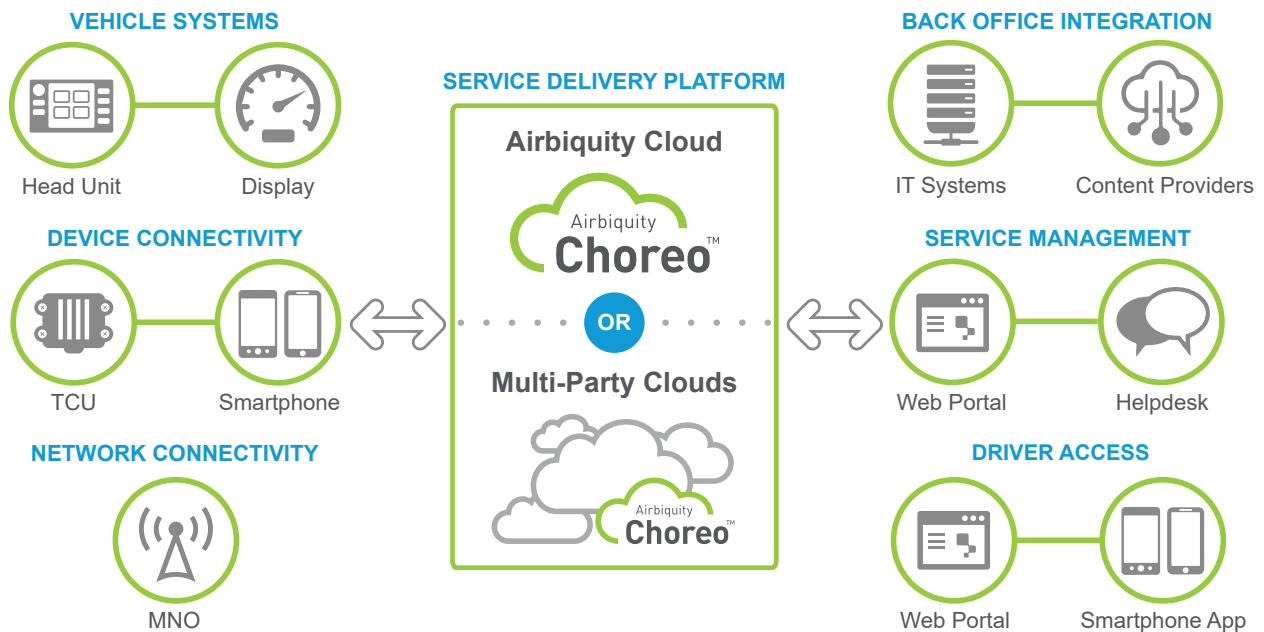 VEHICLE SYSTEMS
Head Unit
Display
DEVICE CONNECTIVITY
TCU
Smartphone
NETWORK CONNECTIVITY
MNO
SERVICE DELIVERY PLATFORM
Airbiquity Cloud
Airbiquity
Choreo™
OR
Multi-Party Clouds
Airbiquity
Choreo™
BACK OFFICE INTEGRATION
IT Systems
Content Providers
SERVICE MANAGEMENT
Web Portal
Helpdesk
DRIVER ACCESS
Web Portal
Smartphone App